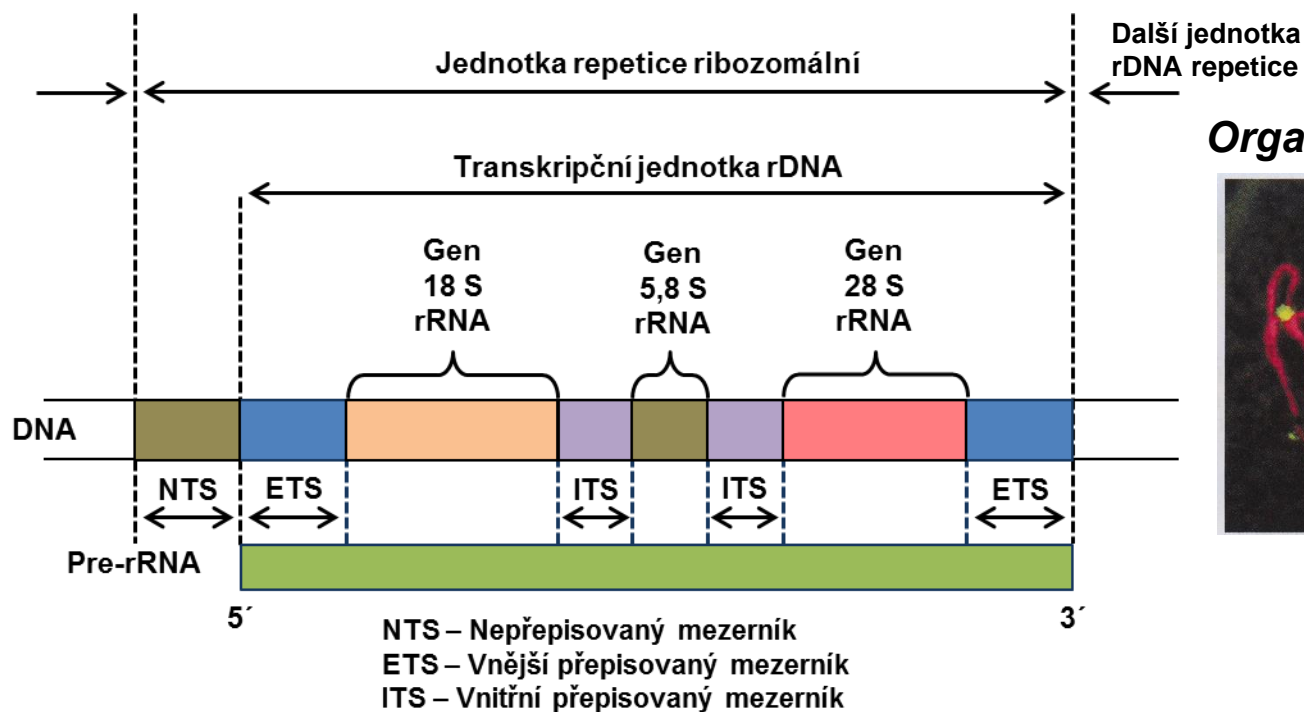 Další jednotka
rDNA repetice
Jednotka repetice ribozomální
Orga
Transkripční jednotka rDNA
Gen
18 S
rRNA
Gen
5,8 S
rRNA
Gen
28 S
rRNA
DNA
NTS
ETS
ITS
ITS
ETS
Pre-rRNA
5´
3´
NTS – Nepřepisovaný mezerník
ETS – Vnější přepisovaný mezerník
ITS – Vnitřní přepisovaný mezerník